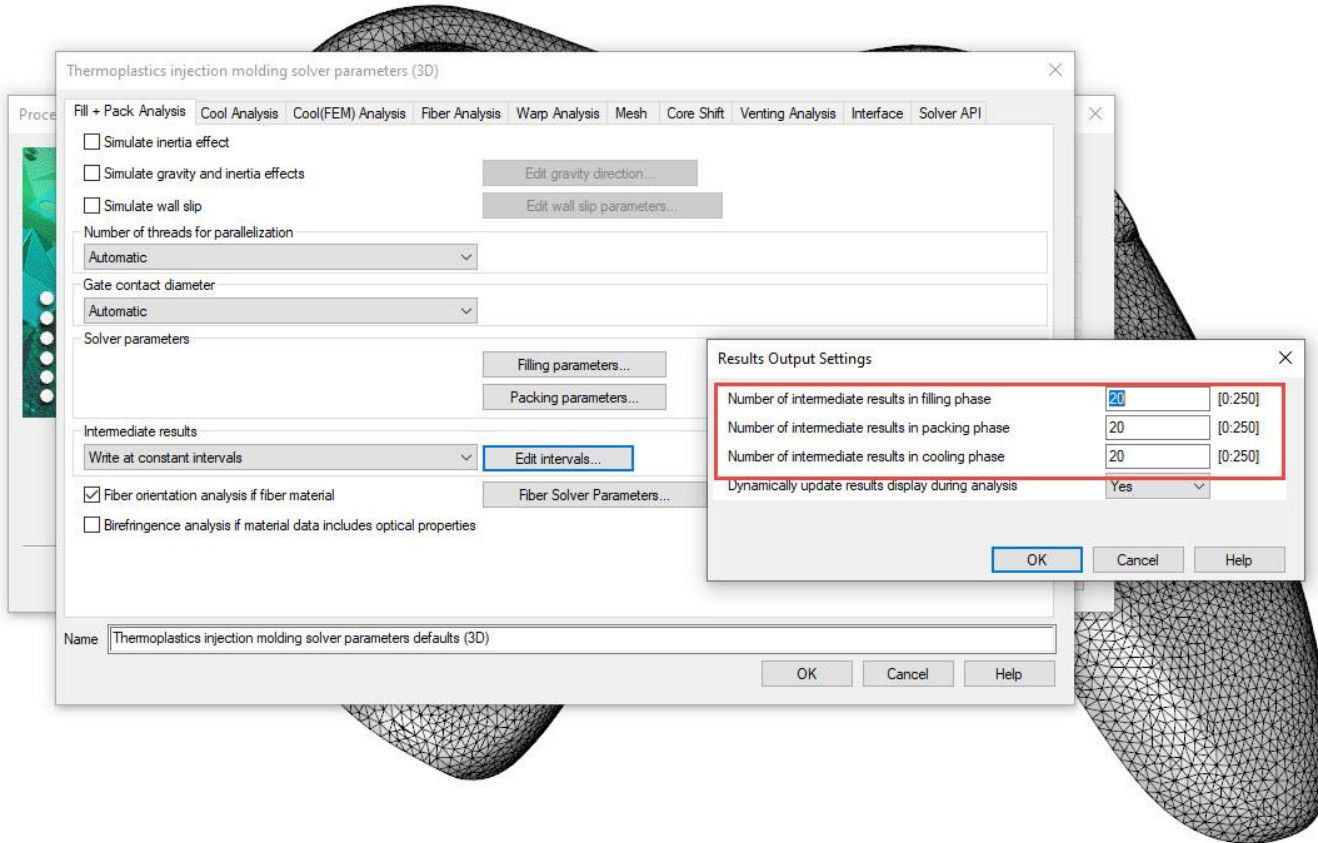 Thermoplastics injection molding solver parameters (3D)
Proce
Fill + Pack Analysis Cool Analysis Cool(FEM) Analysis Fiber Analysis Warp Analysis Mesh Core Shift Venting Analysis Interface Solver API
Simulate inertia effect
Simulate gravity and inertia effects Edit gravity direction...
Simulate wall slip Edit wall slip parameters...
Number of threads for parallelization
Automatic
Gate contact diameter
Automatic
Solver parameters
Filling parameters...
Packing parameters...
Intermediate results
Write at constant intervals Edit intervals...
Fiber orientation analysis if fiber material Fiber Solver Parameters...
Birefringence analysis if material data includes optical properties
Results Output Settings
Number of intermediate results in filling phase 20 [0:250]
Number of intermediate results in packing phase 20 [0:250]
Number of intermediate results in cooling phase 20 [0:250]
Dynamically update results display during analysis Yes
OK Cancel Help
Name Thermoplastics injection molding solver parameters defaults (3D)
OK Cancel Help